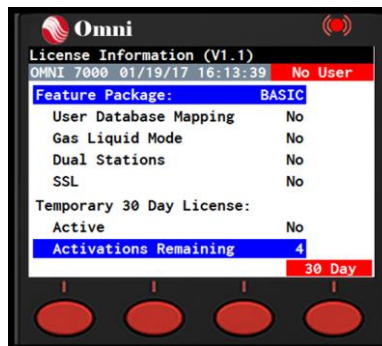 Omni
License Information (V1.1)
OMNI 7000 01/19/17 16:13:39 No User
Feature Package: BASIC
User Database Mapping No
Gas Liquid Mode No
Dual Stations No
SSL No
Temporary 30 Day License:
Active No
Activations Remaining 4
30 Day